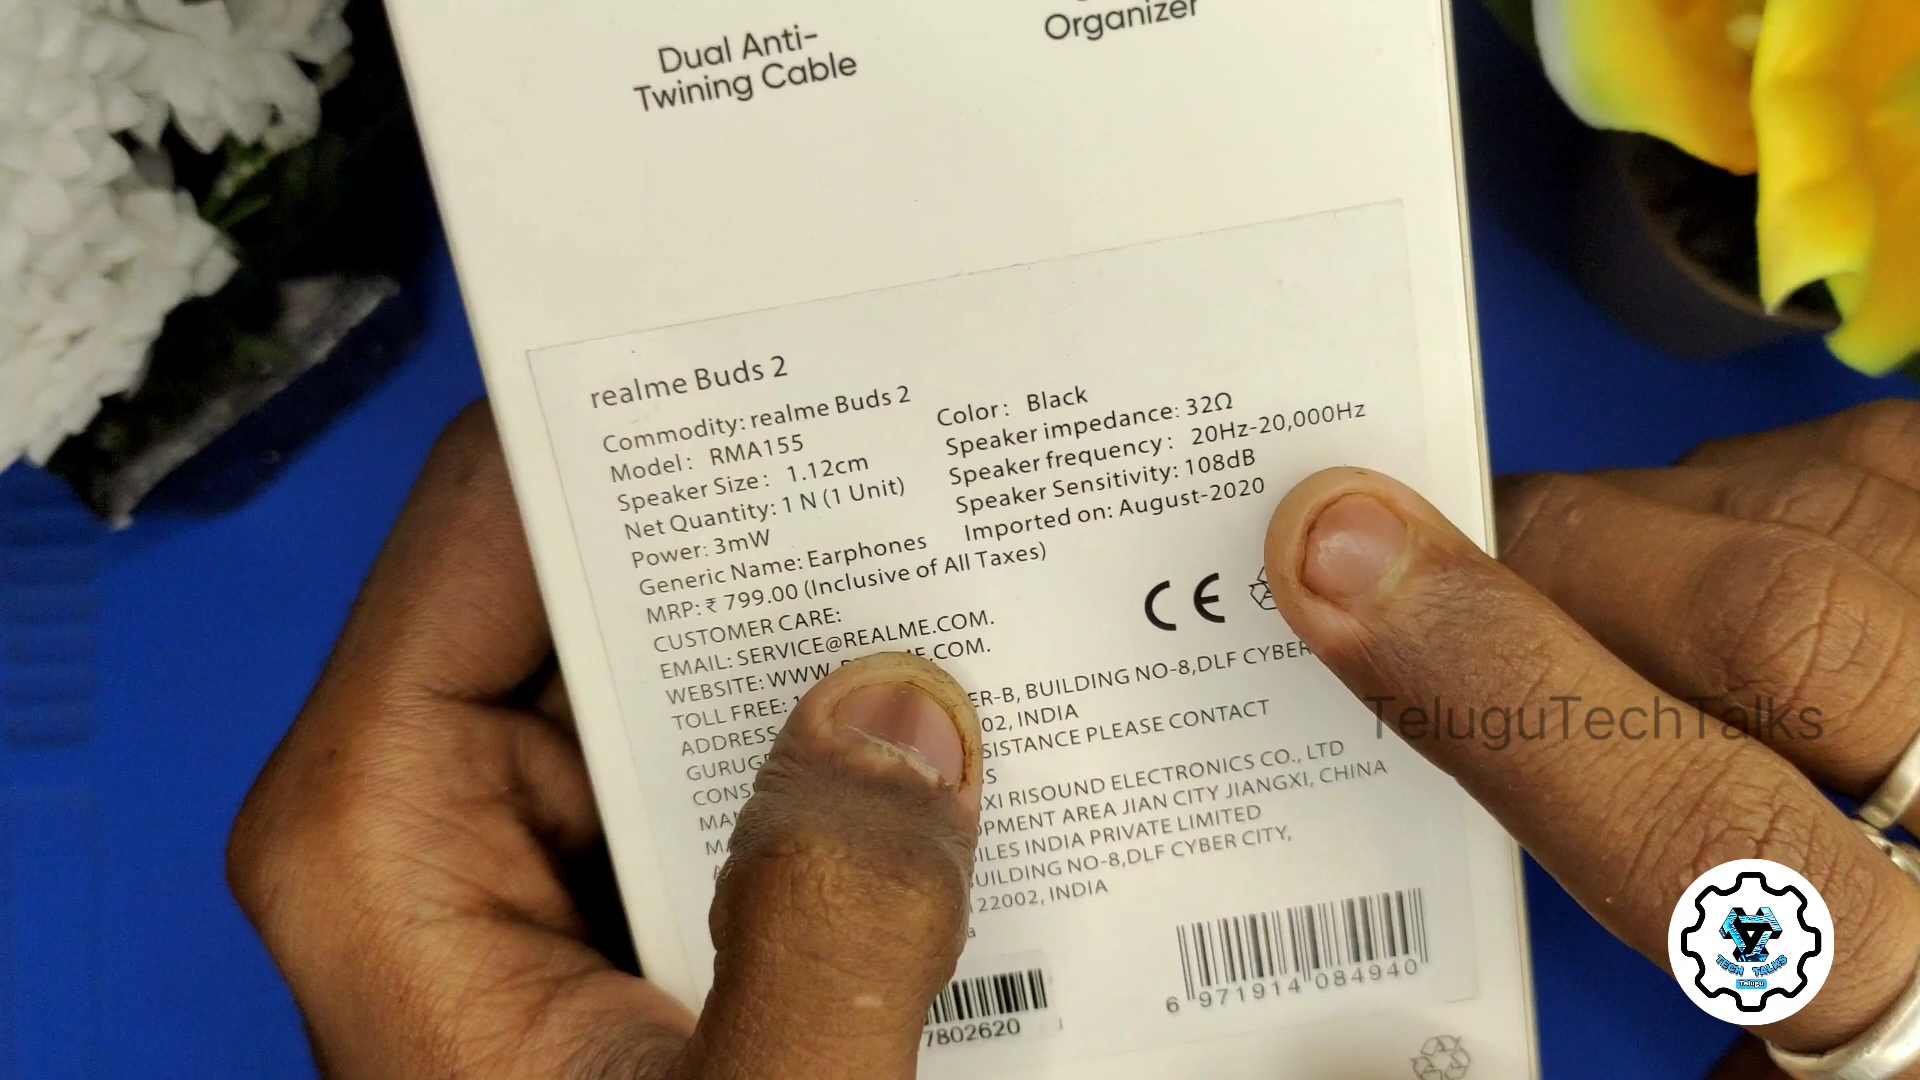 Dual Anti-
Twining Cable
Organizer
realme Buds 2
Commodity: realme Buds 2
Model: RMA155
Speaker Size: 1.12cm
Net Quantity: 1 N (1 Unit)
Power: 3mW
Generic Name: Earphones
MRP: ₹ 799.00 (Inclusive of All Taxes)
Color: Black
Speaker impedance: 32Ω
Speaker frequency: 20Hz-20,000Hz
Speaker Sensitivity: 108dB
Imported on: August-2020
CUSTOMER CARE:
EMAIL: SERVICE@REALME.COM.
WEBSITE: WWW. .COM.
TOLL FREE:
ADDRESS ER-B, BUILDING NO-8,DLF CYBER
GURUG 02, INDIA
CONS SISTANCE PLEASE CONTACT
XI RISOUND ELECTRONICS CO., LTD
OPMENT AREA JIAN CITY JIANGXI, CHINA
ILES INDIA PRIVATE LIMITED
UILDING NO-8,DLF CYBER CITY,
22002, INDIA
CE
7802620
6 971914 084940
TeluguTechTalks
TECH TALKS
Telugu